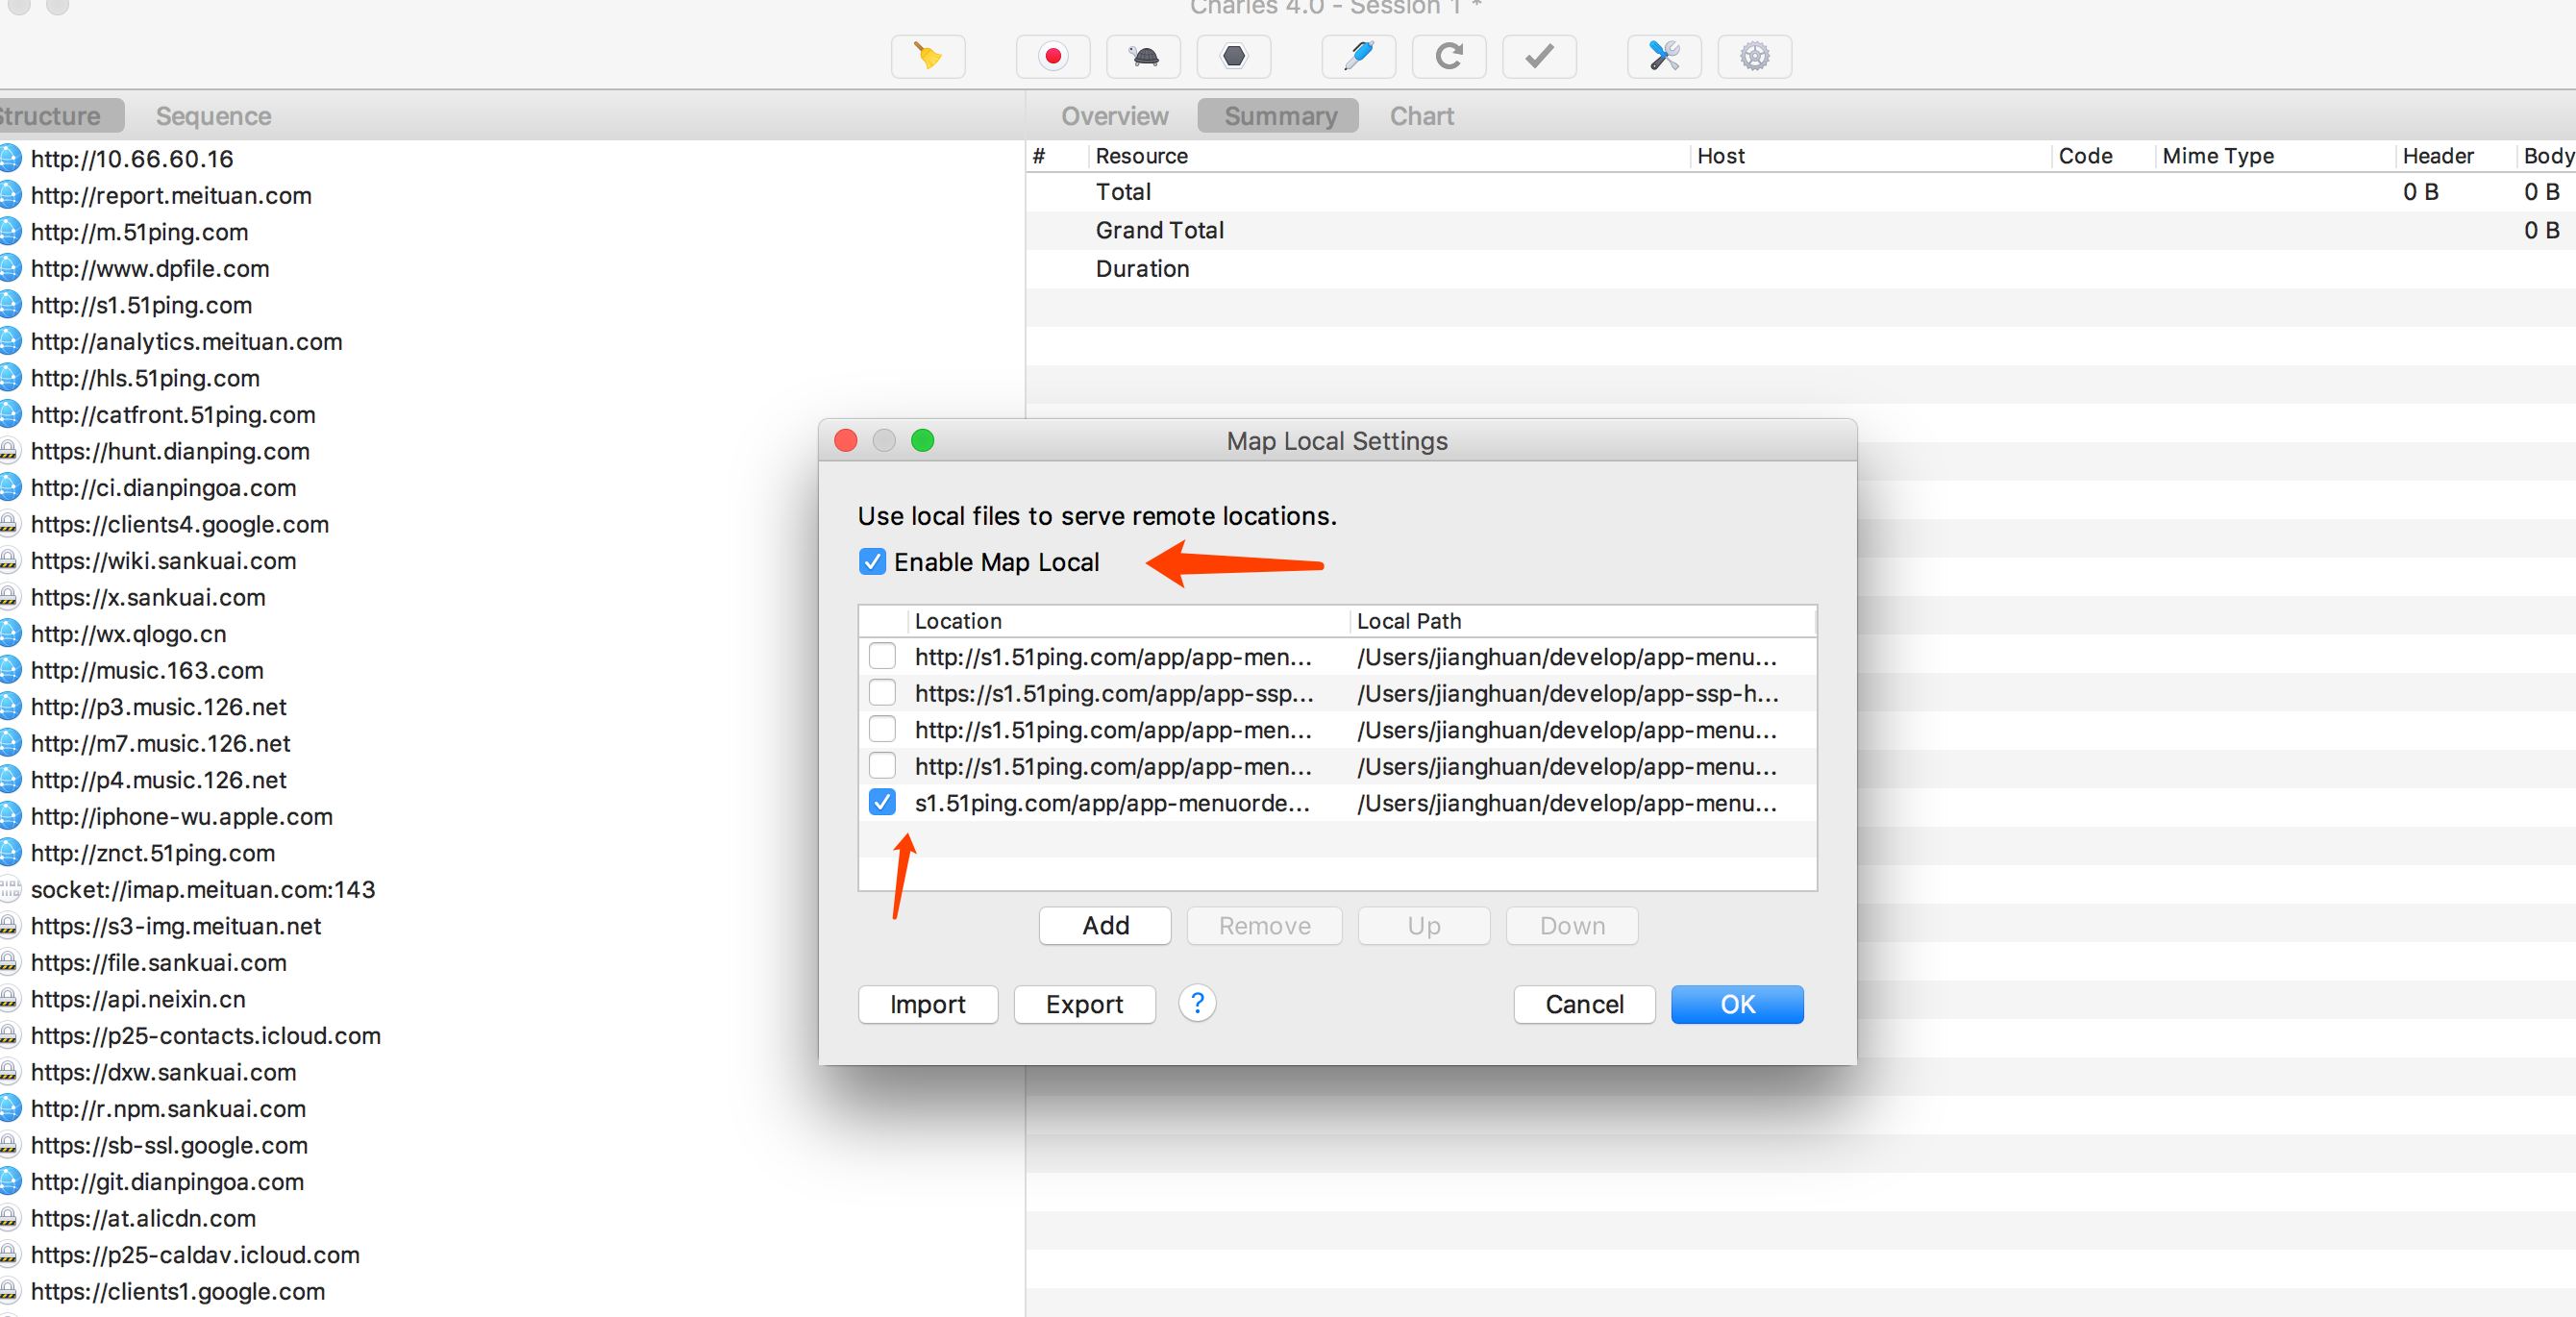 Charles 4.0 - Session 1 *
Structure Sequence
Overview Summary Chart
# Resource Host Code Mime Type Header Body
Total 0 B 0 B
Grand Total 0 B
Duration
http://10.66.60.16
http://report.meituan.com
http://m.51ping.com
http://www.dpfile.com
http://s1.51ping.com
http://analytics.meituan.com
http://hls.51ping.com
http://catfront.51ping.com
https://hunt.dianping.com
http://ci.dianpingoa.com
https://clients4.google.com
https://wiki.sankuai.com
https://x.sankuai.com
http://wx.qlogo.cn
http://music.163.com
http://p3.music.126.net
http://m7.music.126.net
http://p4.music.126.net
http://iphone-wu.apple.com
http://znct.51ping.com
socket://imap.meituan.com:143
https://s3-img.meituan.net
https://file.sankuai.com
https://api.neixin.cn
https://p25-contacts.icloud.com
https://dxw.sankuai.com
http://r.npm.sankuai.com
https://sb-ssl.google.com
http://git.dianpingoa.com
https://at.alicdn.com
https://p25-caldav.icloud.com
https://clients1.google.com
Map Local Settings
Use local files to serve remote locations.
Enable Map Local
Location Local Path
http://s1.51ping.com/app/app-men... /Users/jianghuan/develop/app-menu...
https://s1.51ping.com/app/app-ssp... /Users/jianghuan/develop/app-ssp-h...
http://s1.51ping.com/app/app-men... /Users/jianghuan/develop/app-menu...
http://s1.51ping.com/app/app-men... /Users/jianghuan/develop/app-menu...
s1.51ping.com/app/app-menuorde... /Users/jianghuan/develop/app-menu...
Add Remove Up Down
Import Export ? Cancel OK